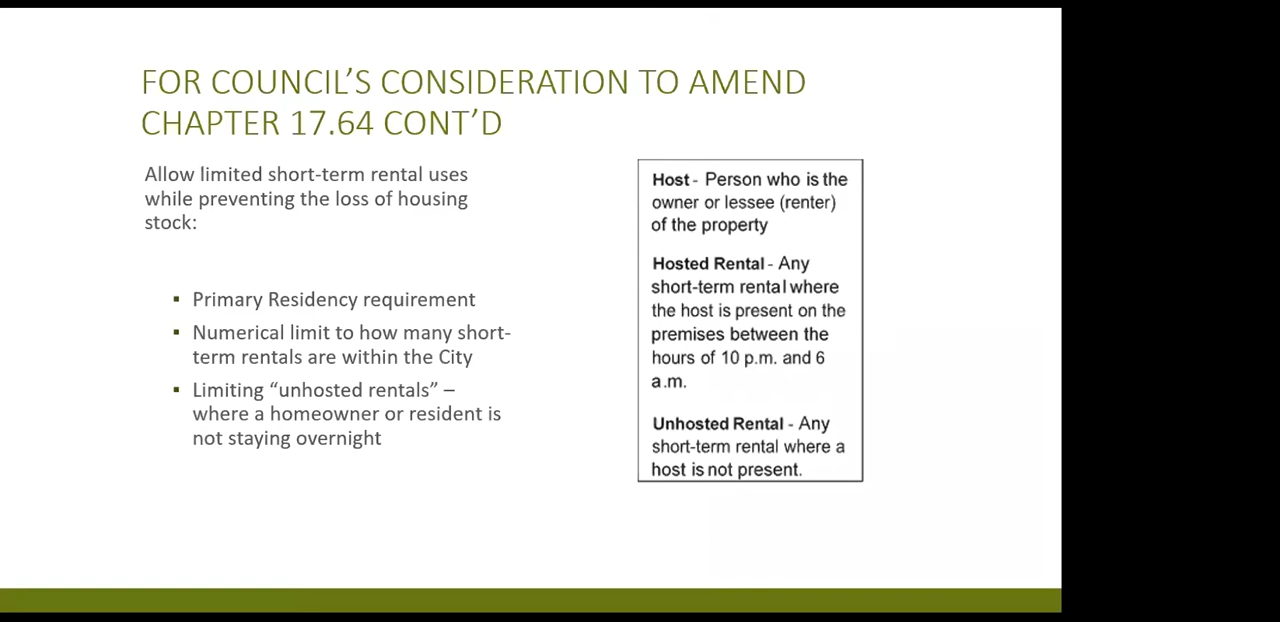 FOR COUNCIL’S CONSIDERATION TO AMEND
CHAPTER 17.64 CONT’D
Allow limited short-term rental uses
while preventing the loss of housing
stock:
▪ Primary Residency requirement
▪ Numerical limit to how many short-
term rentals are within the City
▪ Limiting “unhosted rentals” –
where a homeowner or resident is
not staying overnight
Host - Person who is the
owner or lessee (renter)
of the property
Hosted Rental - Any
short-term rental where
the host is present on the
premises between the
hours of 10 p.m. and 6
a.m.
Unhosted Rental - Any
short-term rental where a
host is not present.